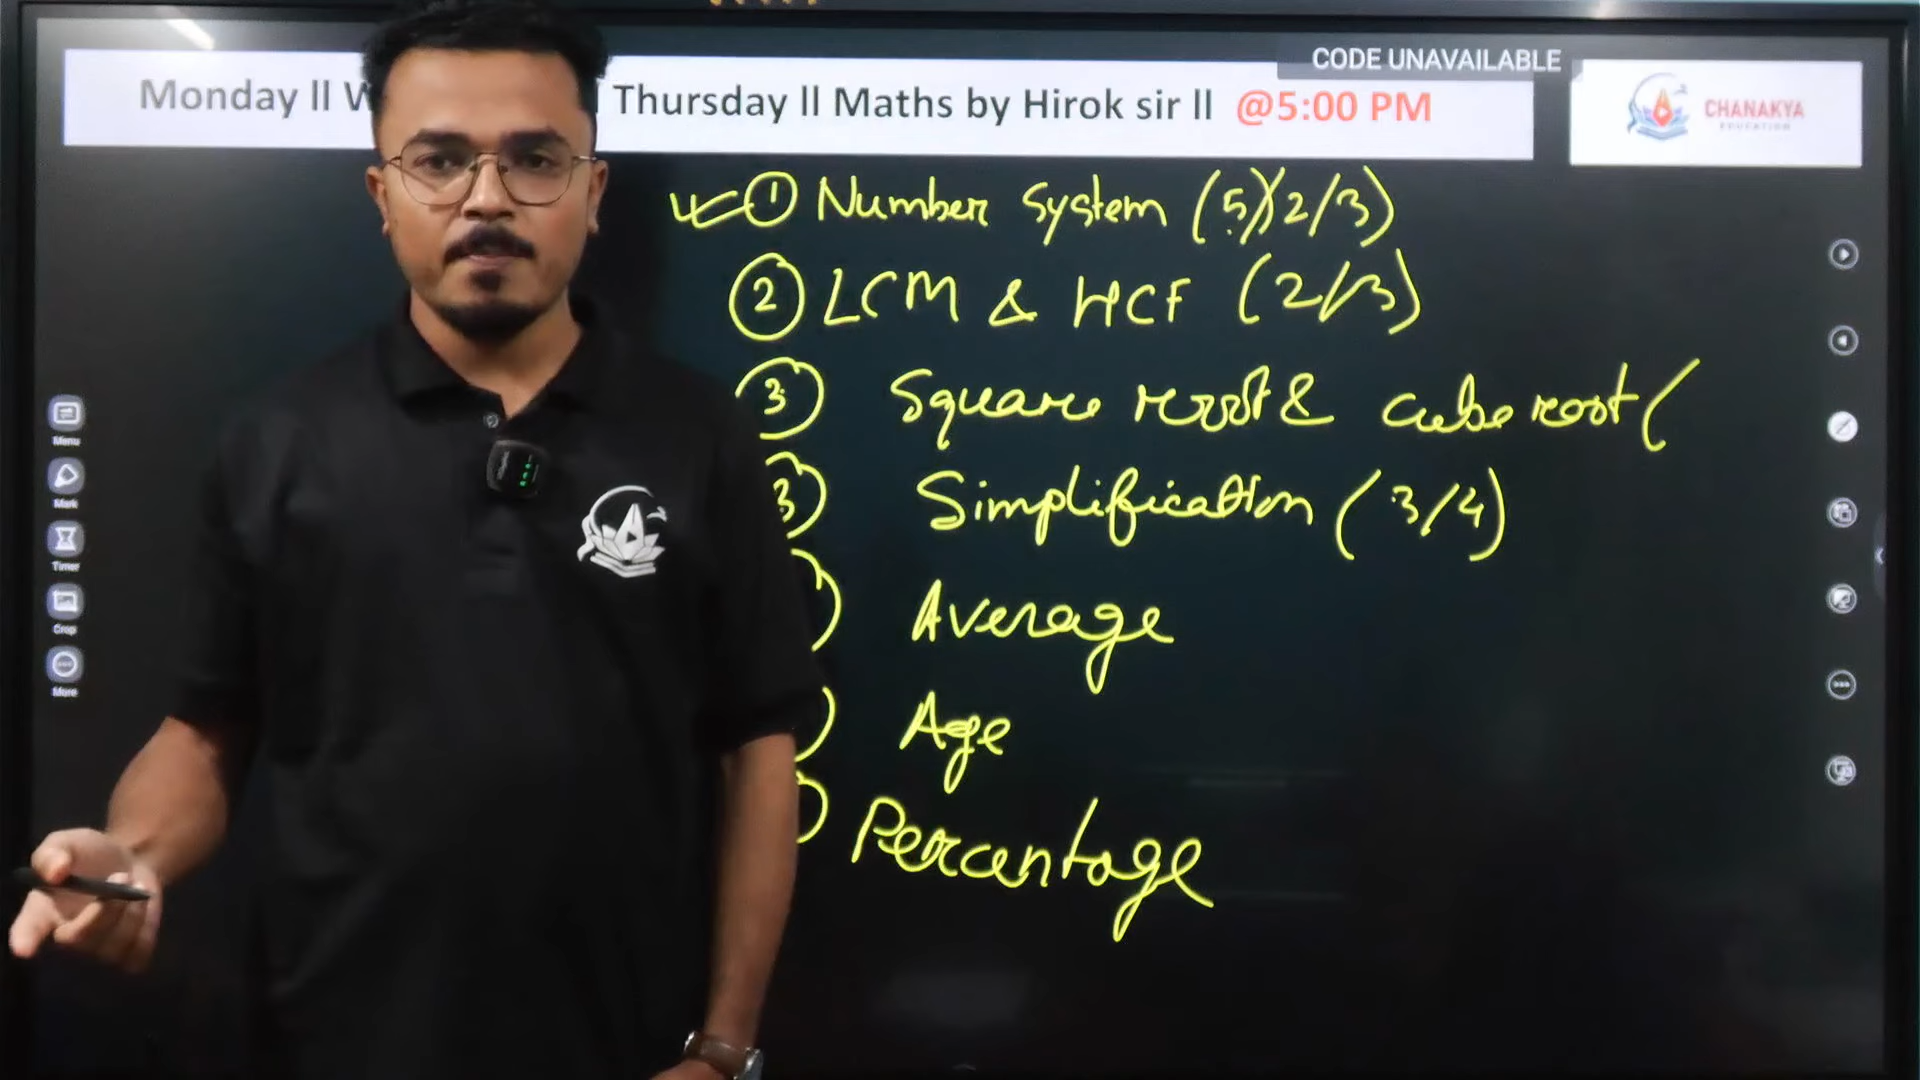 CODE UNAVAILABLE
Monday ll W Thursday ll Maths by Hirok sir ll @5:00 PM
CHANAKYA
EDUCATION
1 Number System (5)(2/3)
2 LCM & HCF (2/3)
3 Square root & cube root (
3 Simplification (3/4)
Average
Age
Percentage
Menu
Mark
Timer
Crop
More